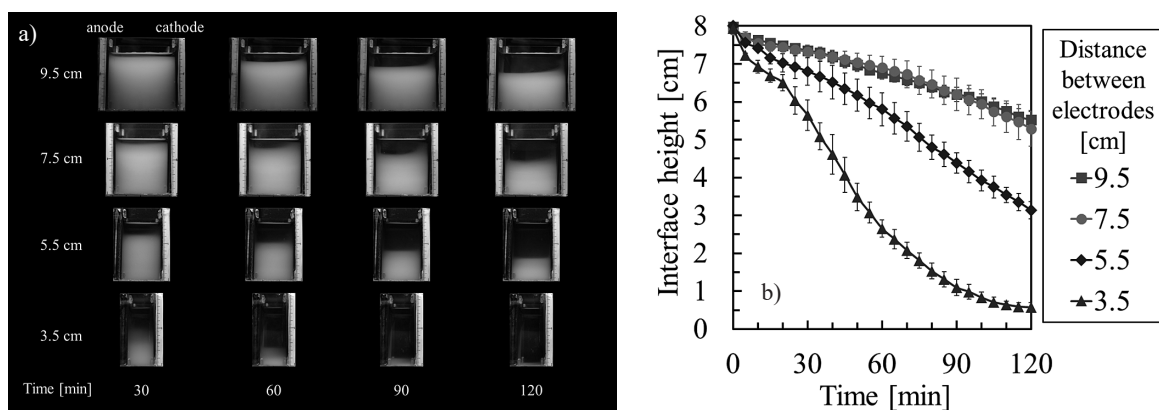 a)
anode cathode
9.5 cm
7.5 cm
5.5 cm
3.5 cm
Time [min] 30 60 90 120
Interface height [cm]
8
7
6
5
4
3
2
1
0
b)
0 30 60 90 120
Time [min]
Distance
between
electrodes
[cm]
9.5
7.5
5.5
3.5